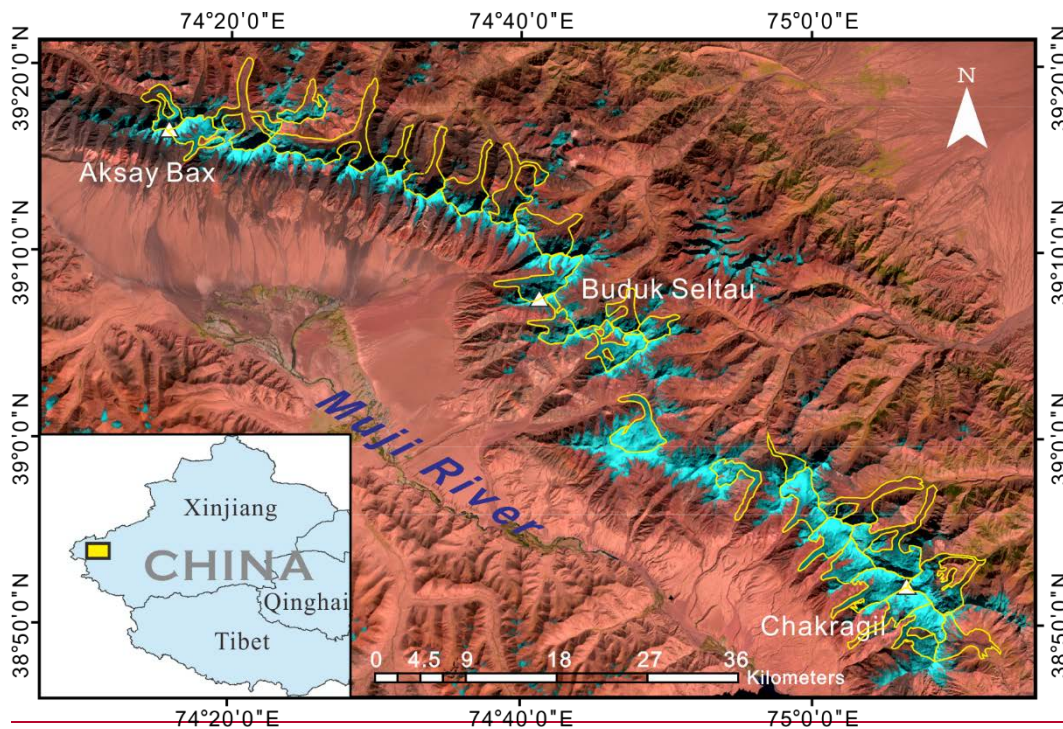 74°20'0"E 74°40'0"E 75°0'0"E
39°20'0"N
39°20'0"N
N
Aksay Bax
39°10'0"N
39°10'0"N
Buduk Seltau
Muji River
39°0'0"N
39°0'0"N
Xinjiang
CHINA
Qinghai
Tibet
Chakragil
38°50'0"N
38°50'0"N
0 4.5 9 18 27 36
Kilometers
74°20'0"E 74°40'0"E 75°0'0"E